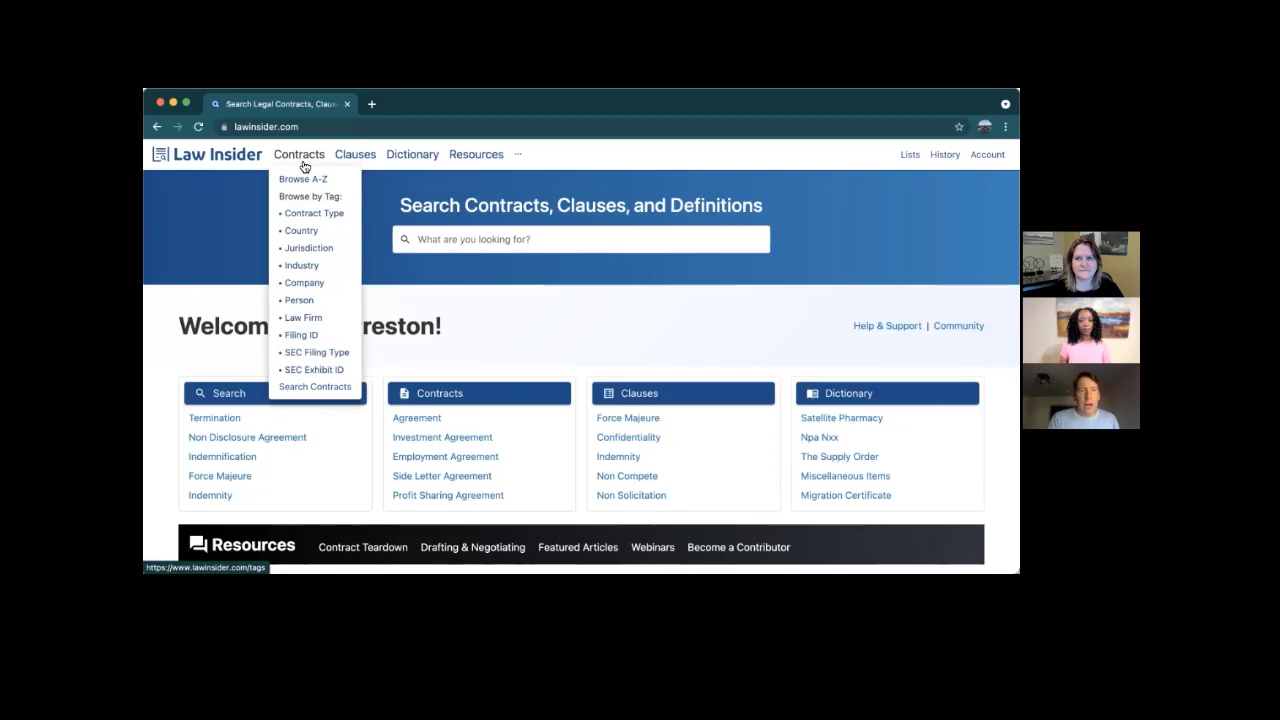 Search Legal Contracts, Claus
lawinsider.com
Law Insider Contracts Clauses Dictionary Resources ... Lists History Account
Browse A-Z
Browse by Tag:
• Contract Type
• Country
• Jurisdiction
• Industry
• Company
• Person
• Law Firm
• Filing ID
• SEC Filing Type
• SEC Exhibit ID
Search Contracts
Search Contracts, Clauses, and Definitions
What are you looking for?
Welcom reston!
Help & Support | Community
Search
Termination
Non Disclosure Agreement
Indemnification
Force Majeure
Indemnity
Contracts
Agreement
Investment Agreement
Employment Agreement
Side Letter Agreement
Profit Sharing Agreement
Clauses
Force Majeure
Confidentiality
Indemnity
Non Compete
Non Solicitation
Dictionary
Satellite Pharmacy
Npa Nxx
The Supply Order
Miscellaneous Items
Migration Certificate
Resources Contract Teardown Drafting & Negotiating Featured Articles Webinars Become a Contributor
https://www.lawinsider.com/tags